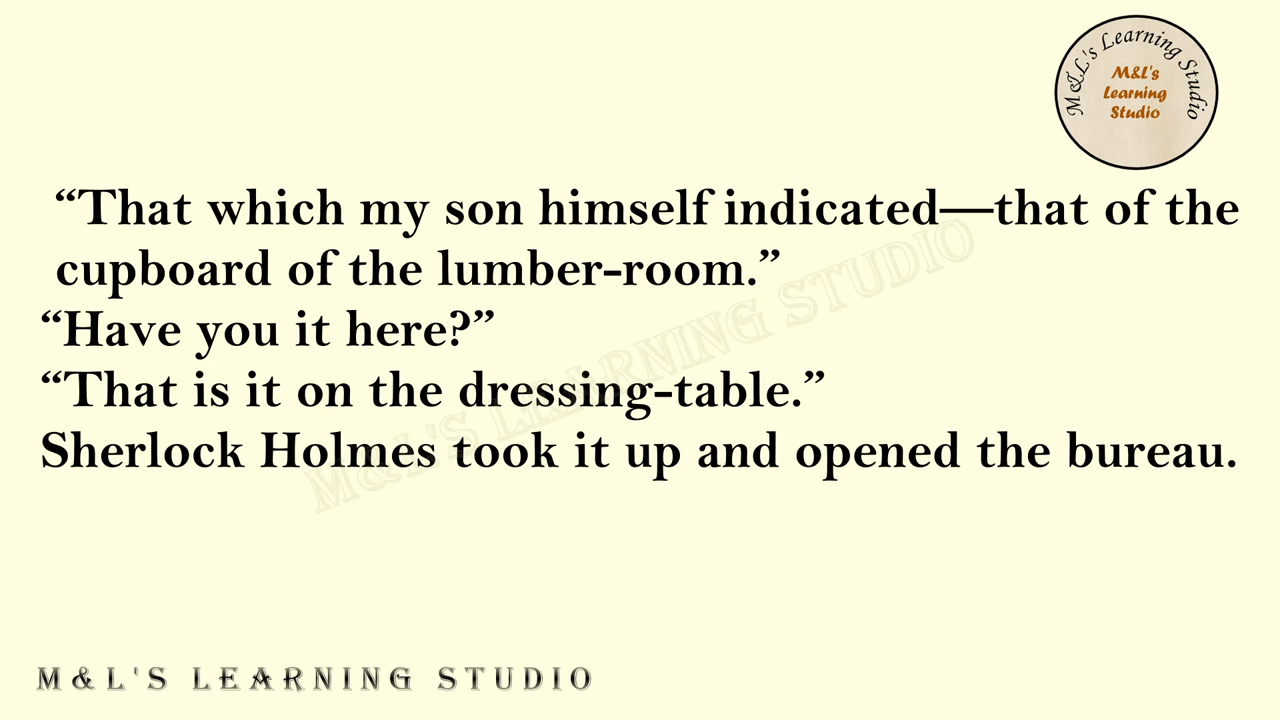 M&L's Learning Studio
M&L's
Learning
Studio
“That which my son himself indicated—that of the
cupboard of the lumber-room.”
“Have you it here?”
“That is it on the dressing-table.”
Sherlock Holmes took it up and opened the bureau.
M&L'S LEARNING STUDIO
M&L'S LEARNING STUDIO